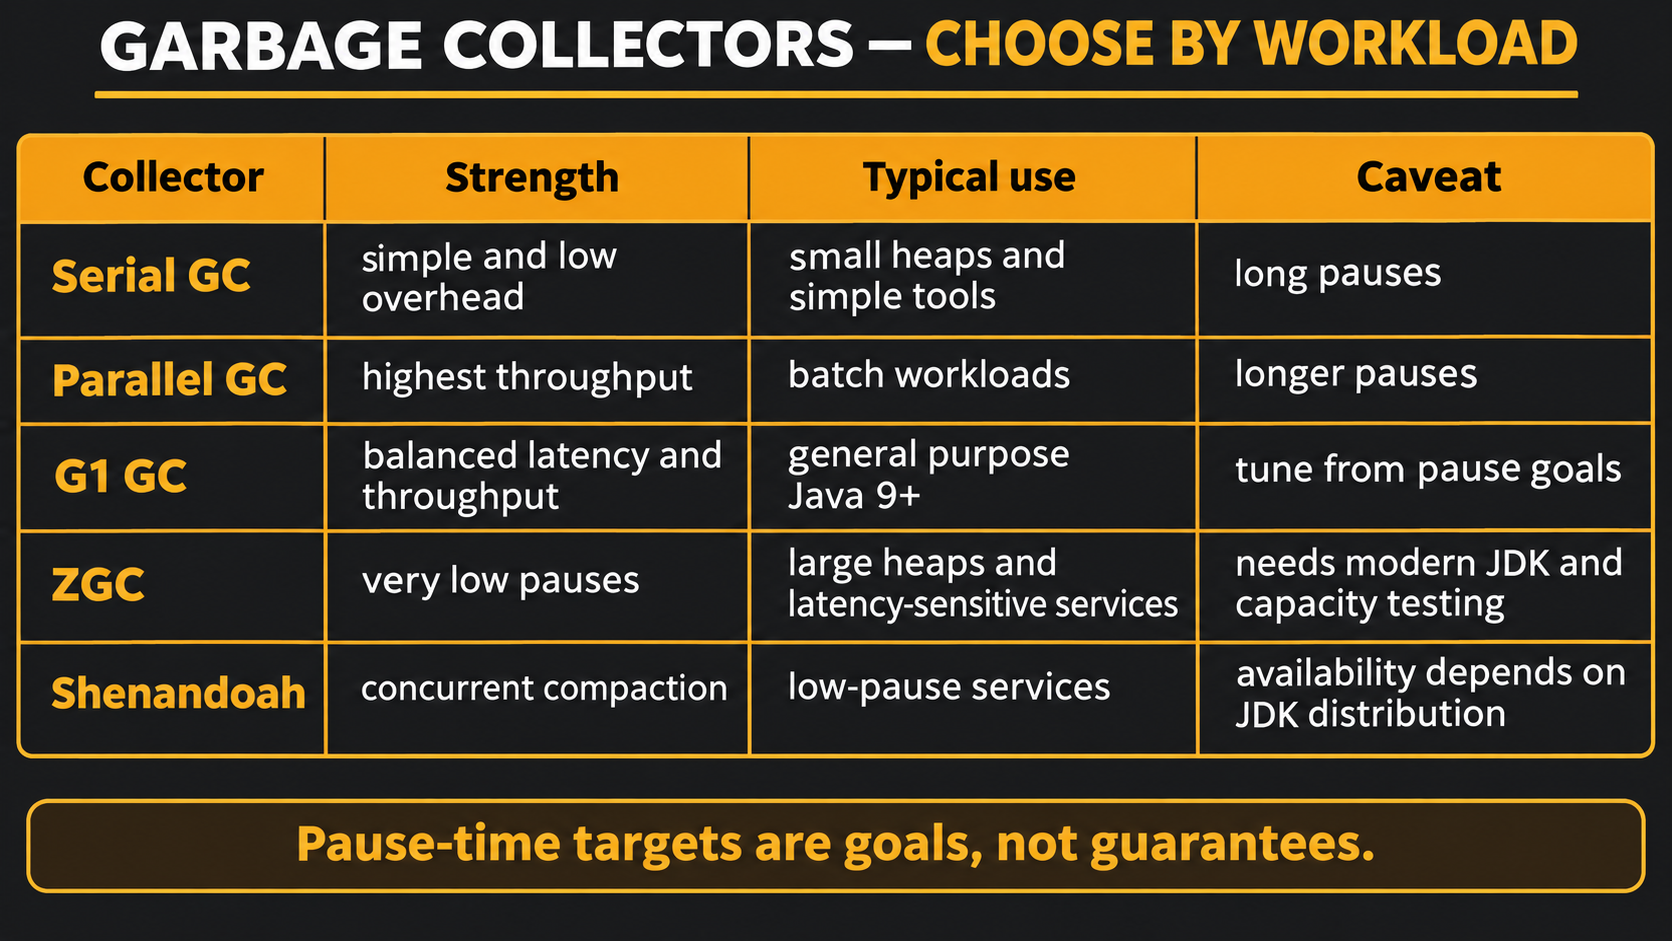 GARBAGE COLLECTORS – CHOOSE BY WORKLOAD
Collector
Strength
Typical use
Caveat
Serial GC
simple and low
overhead
small heaps and
simple tools
long pauses
Parallel GC
highest throughput
batch workloads
longer pauses
G1 GC
balanced latency and
throughput
general purpose
Java 9+
tune from pause goals
ZGC
very low pauses
large heaps and
latency-sensitive services
needs modern JDK and
capacity testing
Shenandoah
concurrent compaction
low-pause services
availability depends on
JDK distribution
Pause-time targets are goals, not guarantees.